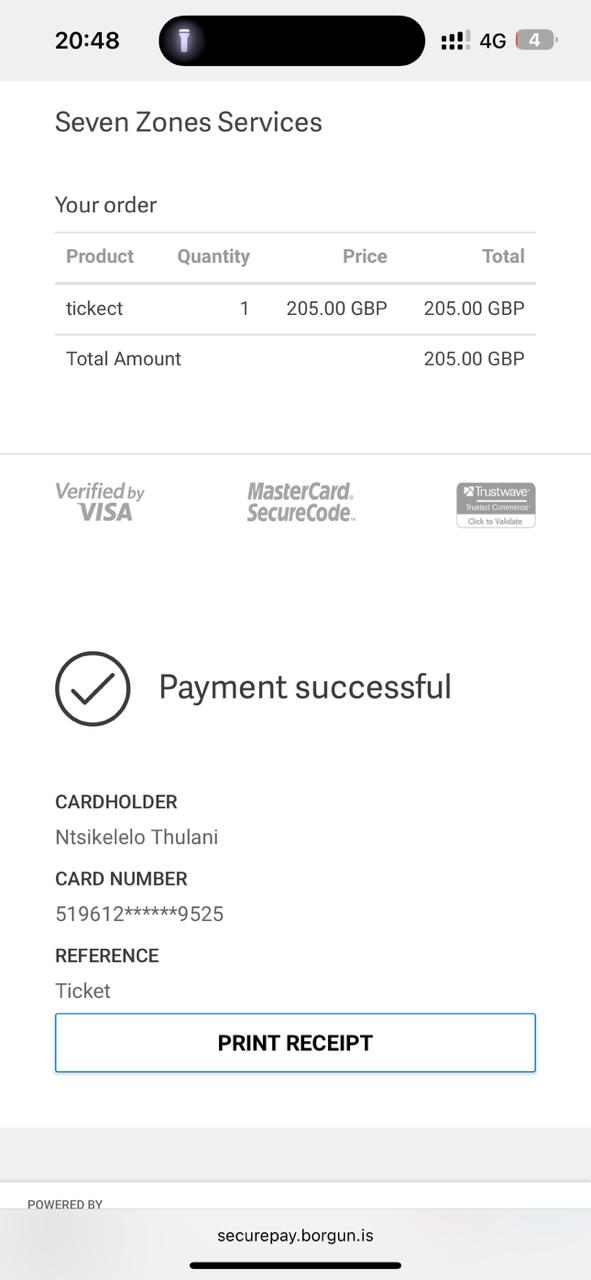 20:48 4G 4
Seven Zones Services
Your order
Product Quantity Price Total
tickect 1 205.00 GBP 205.00 GBP
Total Amount 205.00 GBP
Verified by VISA
MasterCard. SecureCode™
Trustwave®
Trusted Commerce®
Click to Validate
Payment successful
CARDHOLDER
Ntsikelelo Thulani
CARD NUMBER
519612******9525
REFERENCE
Ticket
PRINT RECEIPT
POWERED BY
securepay.borgun.is